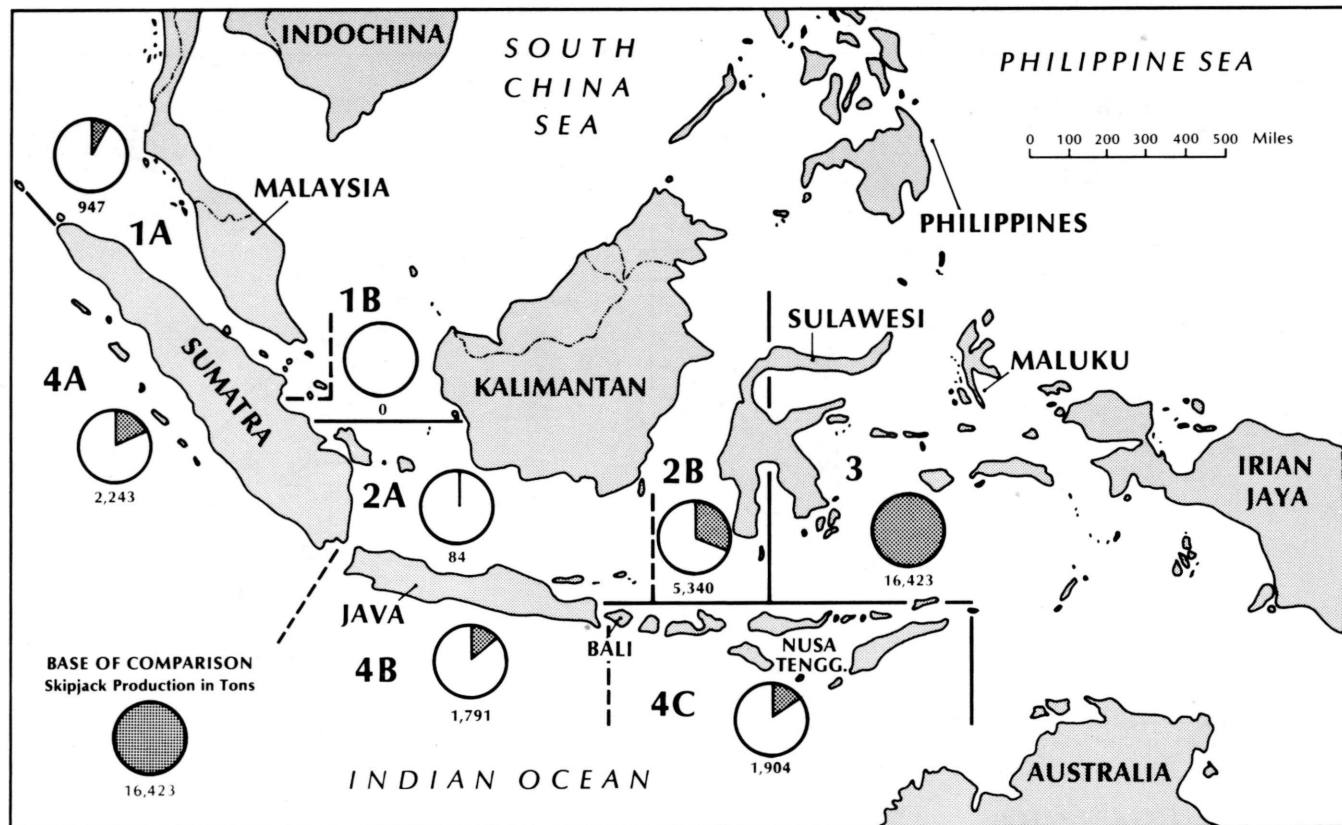 INDOCHINA
SOUTH
CHINA
SEA
PHILIPPINE SEA
0 100 200 300 400 500 Miles
947
MALAYSIA
1A
PHILIPPINES
1B
SULAWESI
MALUKU
4A
SUMATRA
0
KALIMANTAN
2,243
2A
84
2B
5,340
3
16,423
IRIAN
JAYA
JAVA
BALI
NUSA
TENGG.
4B
1,791
4C
1,904
BASE OF COMPARISON
Skipjack Production in Tons
16,423
INDIAN OCEAN
AUSTRALIA